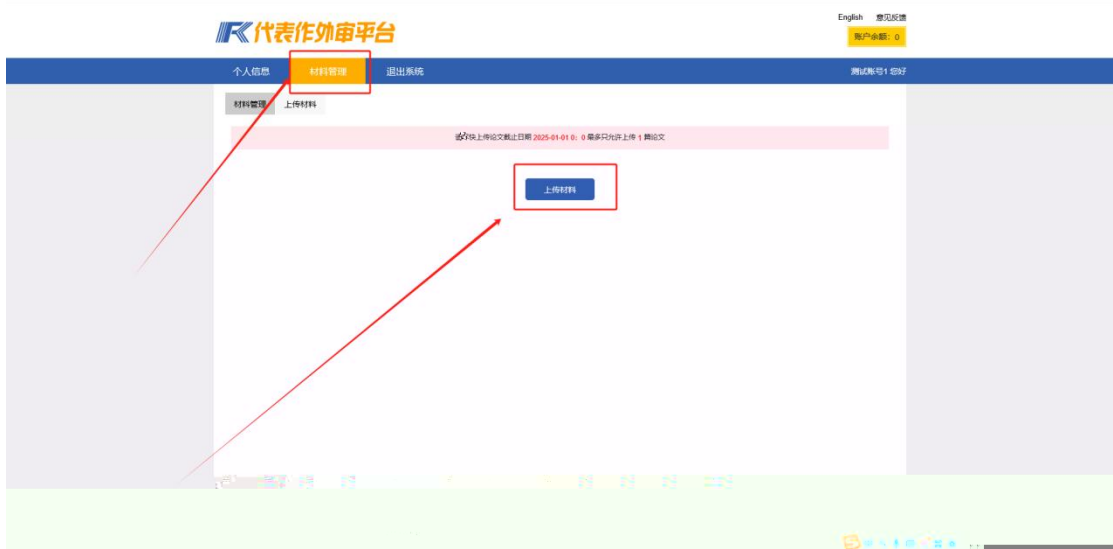 English 意见反馈
代表作外审平台
账户余额：0
个人信息 材料管理 退出系统 测试账号1 您好
材料管理 上传材料
快上传论文截止日期 2025-01-01 0：0 最多只允许上传 1 篇论文
上传材料